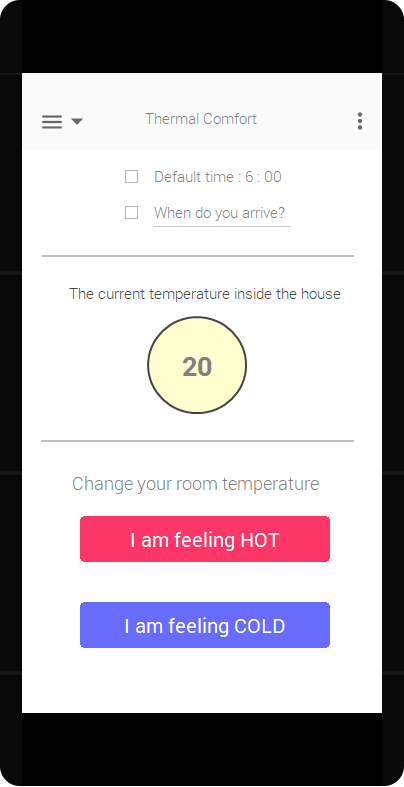 Thermal Comfort
Default time : 6 : 00
When do you arrive?
The current temperature inside the house
20
Change your room temperature
I am feeling HOT
I am feeling COLD